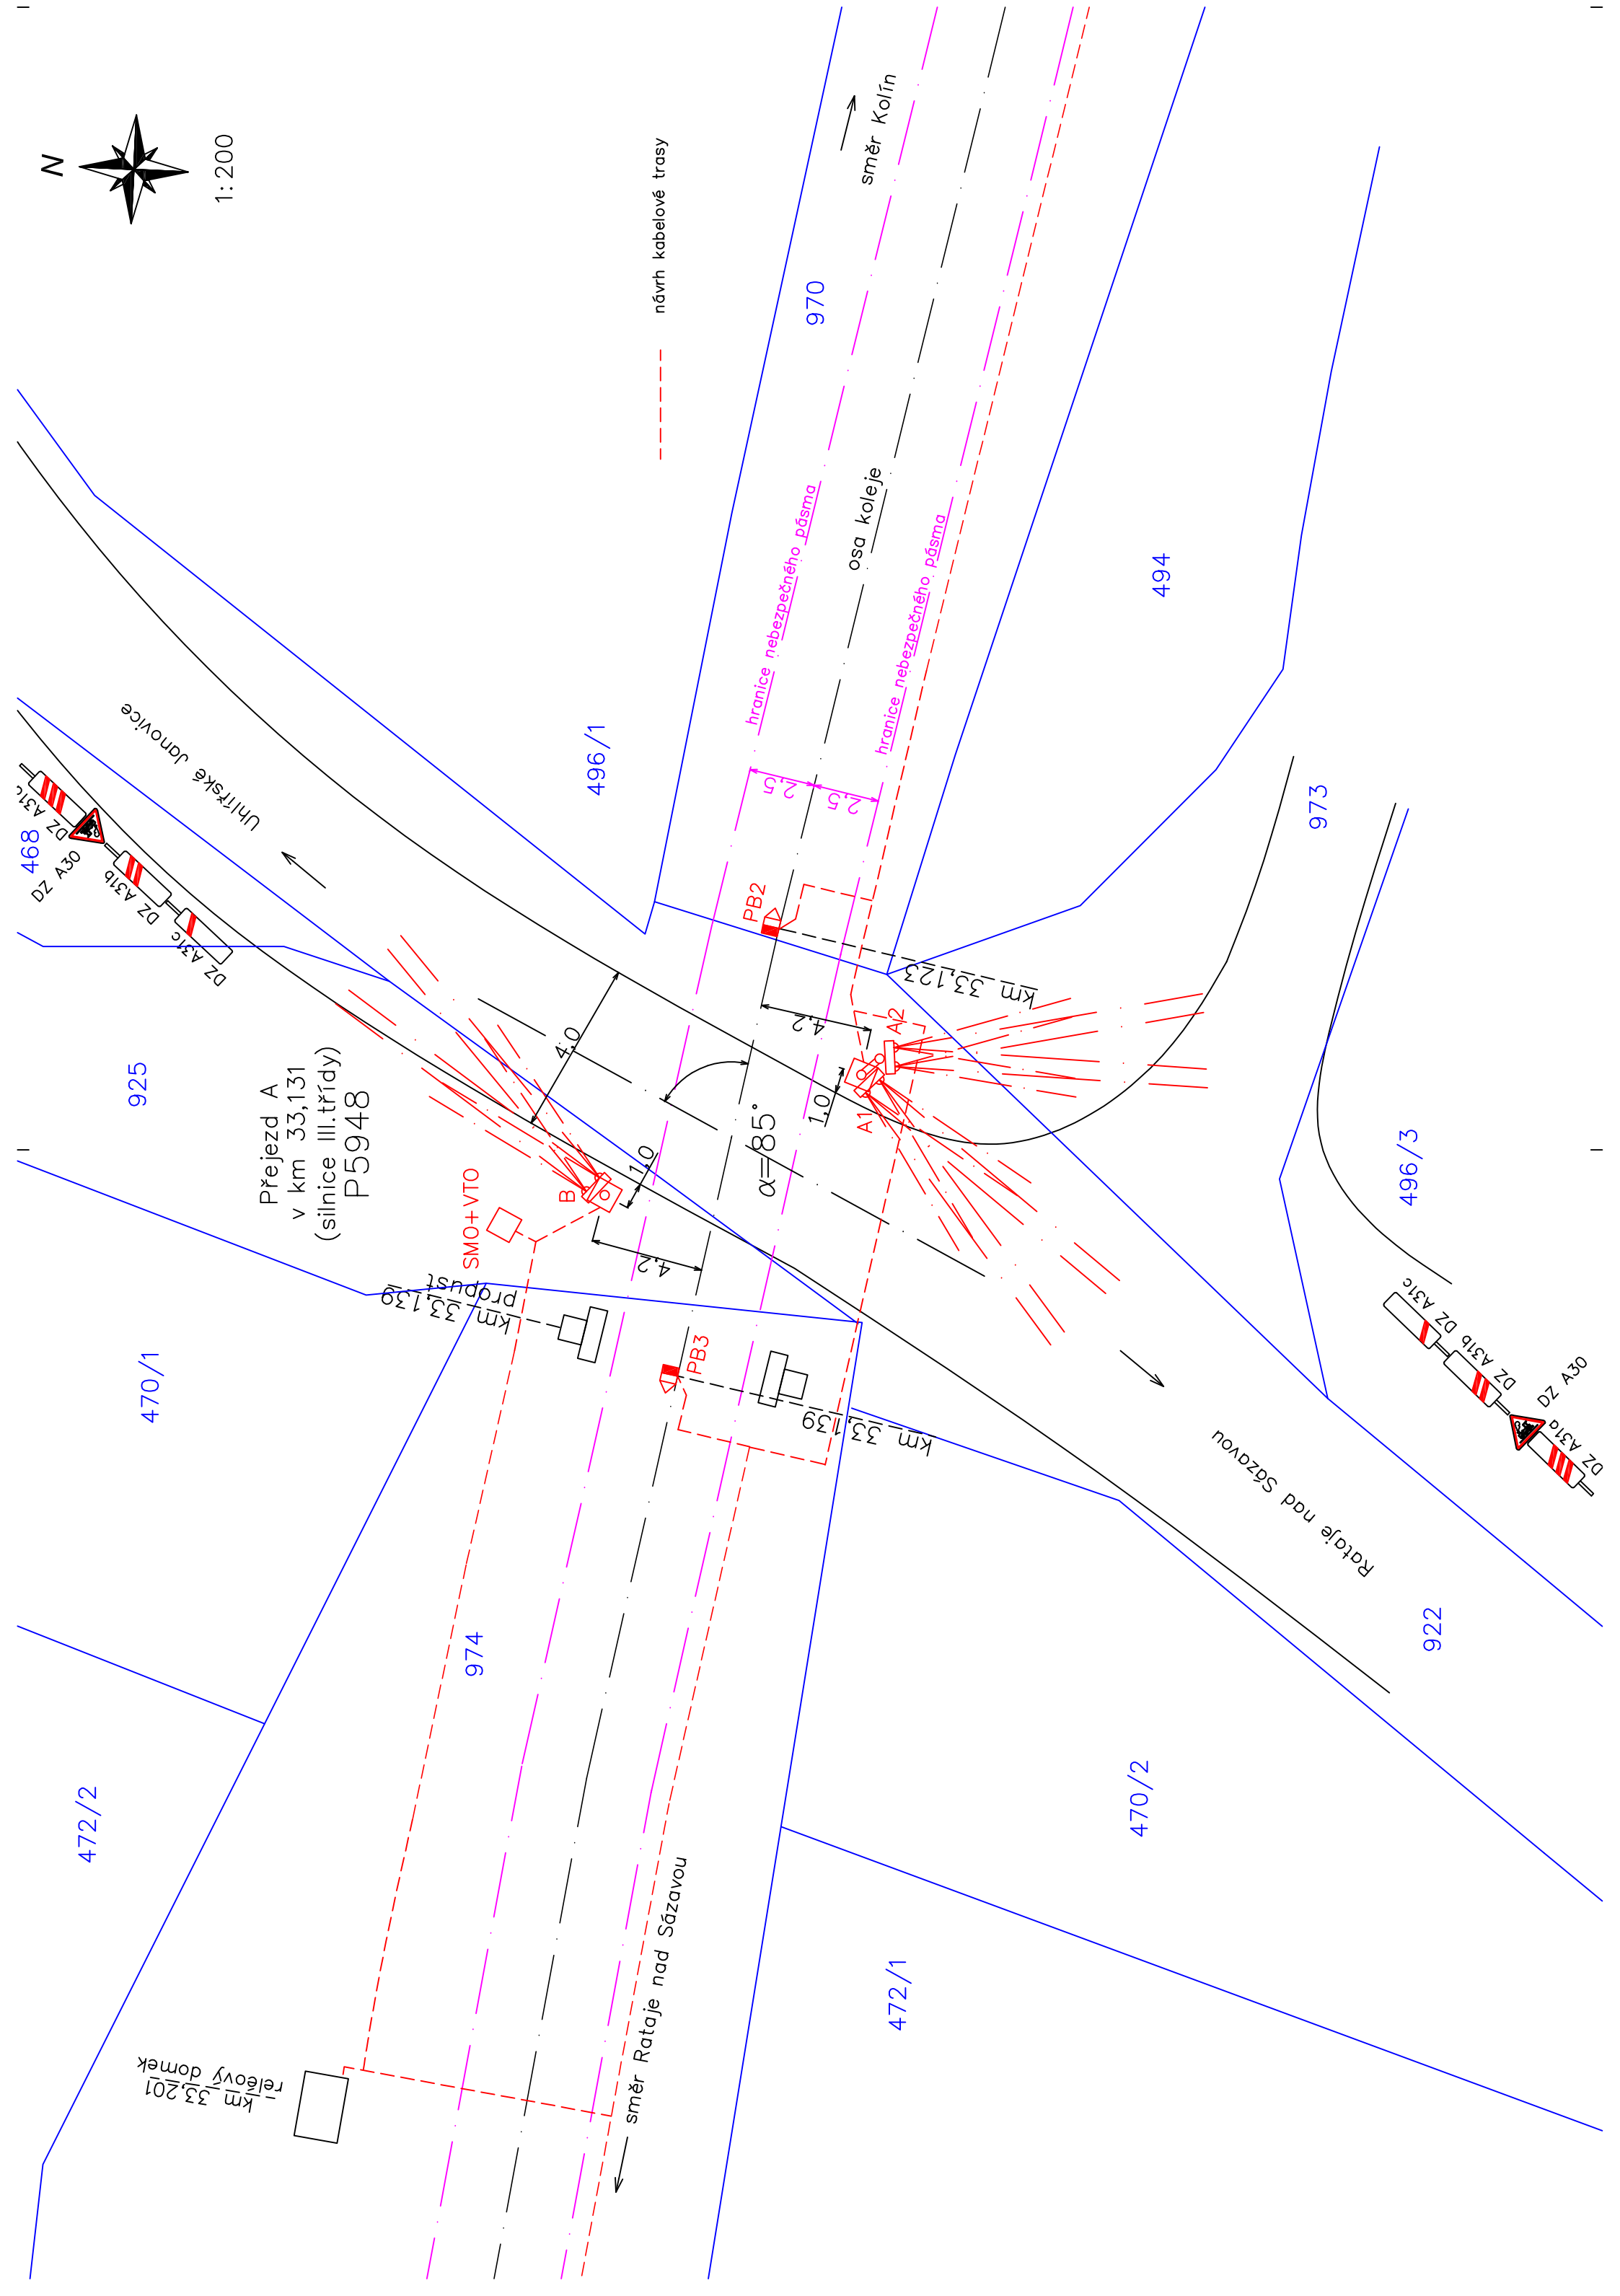 N
1:200
směr Kolín
návrh kabelové trasy
970
osa koleje
hranice nebezpečného pásma
hranice nebezpečného pásma
494
496/1
Uhlířské Janovice
2,5
2,5
973
468
DZ A30
DZ A31b
DZ A31c
PB2
km 33,123
925
4,0
4,2
A2
A1
1,0
α=85°
Přejezd A
v km 33,131
(silnice III.třídy)
P5948
B
1,0
SMO+VTO
4,2
496/3
km 33,139
propust
PB3
km 33,139
470/1
DZ A31c
DZ A31b
DZ A30
DZ A31a
Rataje nad Sázavou
974
922
472/2
470/2
směr Rataje nad Sázavou
472/1
km 33,201
reléový domek